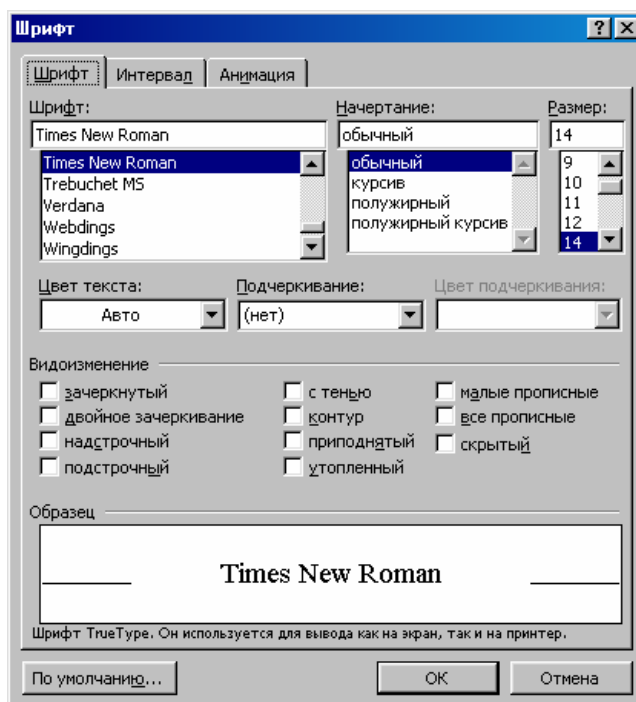 Шрифт
Шрифт Интервал Анимация
Шрифт: Начертание: Размер:
Times New Roman обычный 14
Times New Roman обычный 9
Trebuchet MS курсив 10
Verdana полужирный 11
Webdings полужирный курсив 12
Wingdings 14
Цвет текста: Подчеркивание: Цвет подчеркивания:
Авто (нет)
Видоизменение
зачеркнутый с тенью малые прописные
двойное зачеркивание контур все прописные
надстрочный приподнятый скрытый
подстрочный утопленный
Образец
Times New Roman
Шрифт TrueType. Он используется для вывода как на экран, так и на принтер.
По умолчанию... ОК Отмена